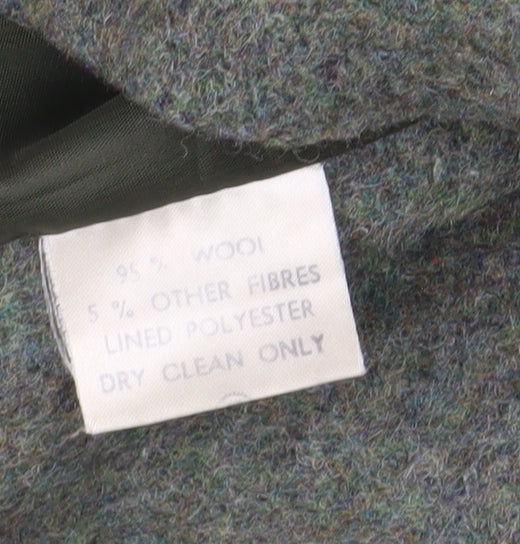 95 % WOOL
5 % OTHER FIBRES
LINED POLYESTER
DRY CLEAN ONLY